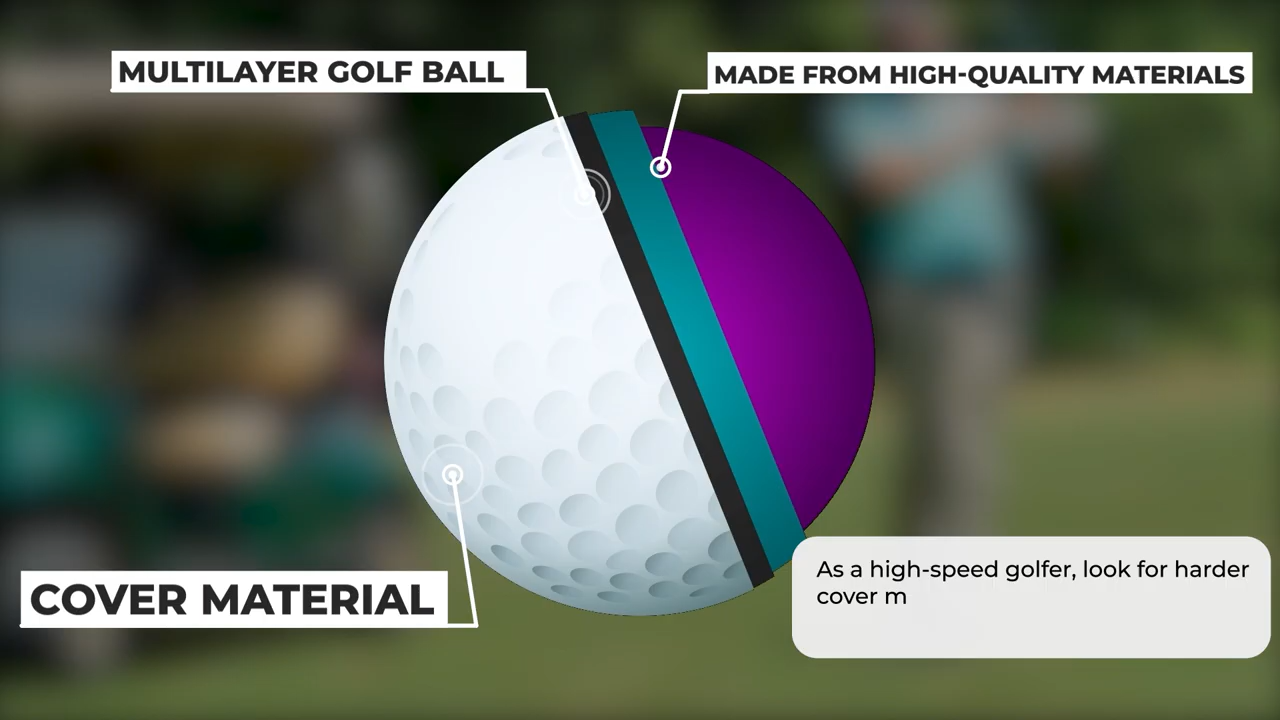 MULTILAYER GOLF BALL
MADE FROM HIGH-QUALITY MATERIALS
COVER MATERIAL
As a high-speed golfer, look for harder
cover m